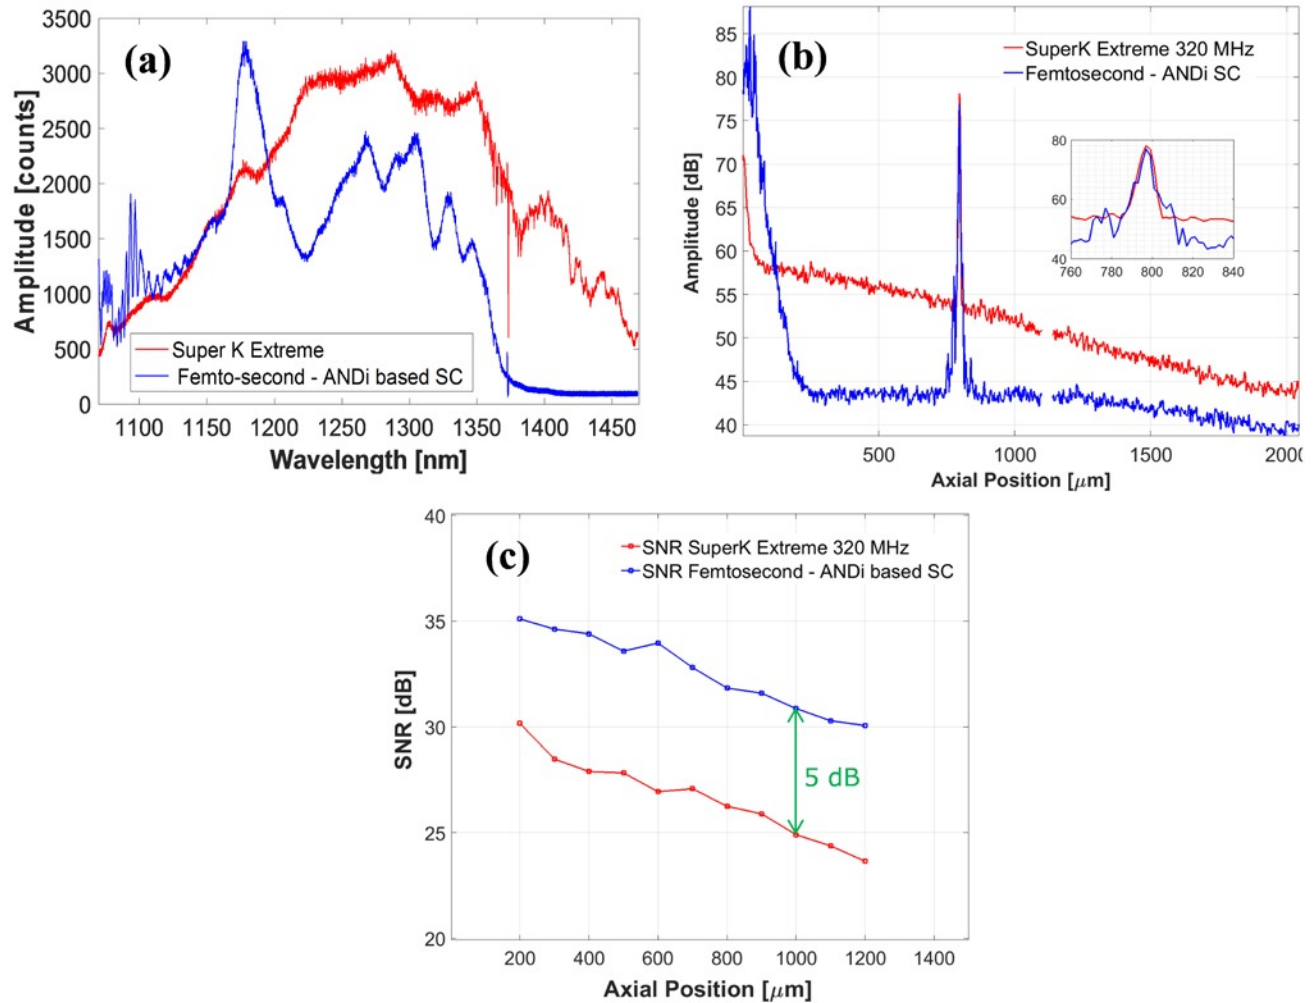 (a)
Amplitude [counts]
3500
3000
2500
2000
1500
1000
500
0
Super K Extreme
Femto-second - ANDi based SC
1100 1150 1200 1250 1300 1350 1400 1450
Wavelength [nm]
(b)
Amplitude [dB]
85
80
75
70
65
60
55
50
45
40
SuperK Extreme 320 MHz
Femtosecond - ANDi SC
80
60
40
760 780 800 820 840
500 1000 1500 2000
Axial Position [μm]
(c)
SNR [dB]
40
35
30
25
20
SNR SuperK Extreme 320 MHz
SNR Femtosecond - ANDi based SC
5 dB
200 400 600 800 1000 1200 1400
Axial Position [μm]